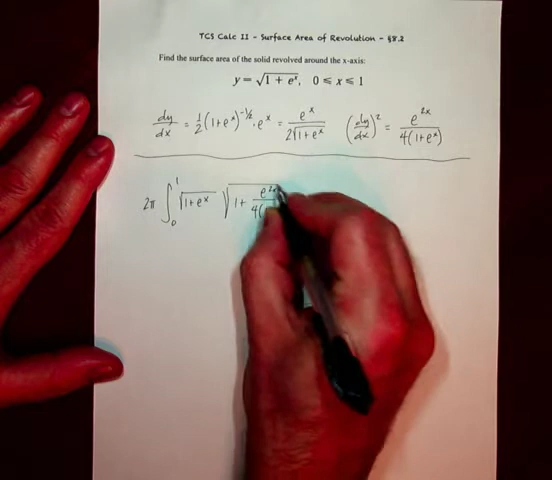 TCS Calc II - Surface Area of Revolution - §8.2
Find the surface area of the solid revolved around the x-axis:
y = √(1 + eˣ), 0 ⩽ x ⩽ 1
dy/dx = 1/2 (1+eˣ)^(-1/2) · eˣ = eˣ/(2√(1+eˣ)) (dy/dx)² = e^(2x)/(4(1+eˣ))
2π ∫₀¹ √(1+eˣ) √(1 + e^(2x)/(4(